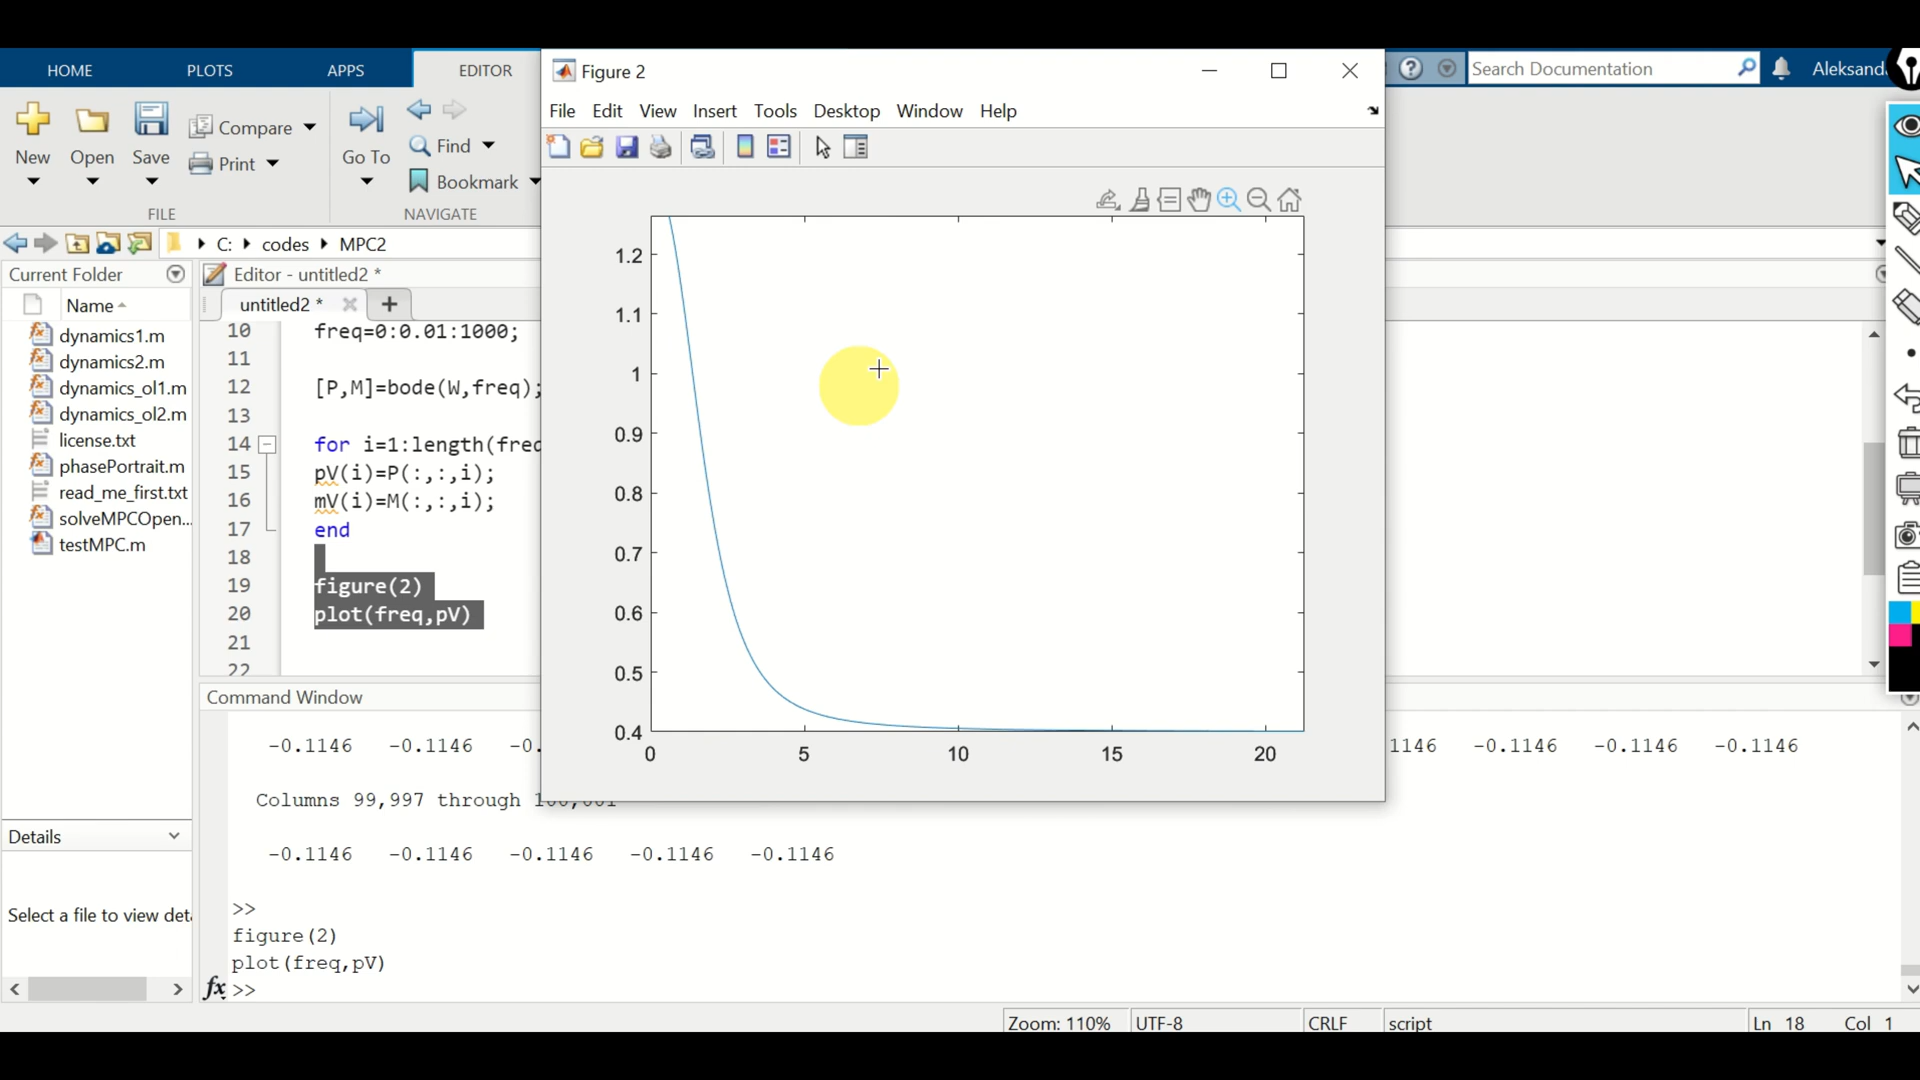 HOME PLOTS APPS EDITOR
Figure 2
Search Documentation
File Edit View Insert Tools Desktop Window Help
New Open Save Compare Print Go To Find Bookmark
FILE NAVIGATE
C: codes MPC2
Current Folder
Name
dynamics1.m
dynamics2.m
dynamics_ol1.m
dynamics_ol2.m
license.txt
phasePortrait.m
read_me_first.txt
solveMPCOpen...
testMPC.m
Details
Editor - untitled2 *
untitled2 *
10 freq=0:0.01:1000;
11
12 [P,M]=bode(W,freq);
13
14 for i=1:length(freq
15 pV(i)=P(:,:,i);
16 mV(i)=M(:,:,i);
17 end
18
19 figure(2)
20 plot(freq,pV)
21
22
1.2
1.1
1
0.9
0.8
0.7
0.6
0.5
0.4
0 5 10 15 20
Command Window
-0.1146 -0.1146 -0. 1146 -0.1146 -0.1146 -0.1146
Columns 99,997 through 100,001
-0.1146 -0.1146 -0.1146 -0.1146 -0.1146
>>
figure(2)
plot(freq,pV)
fx >>
Zoom: 110% UTF-8 CRLF script Ln 18 Col 1